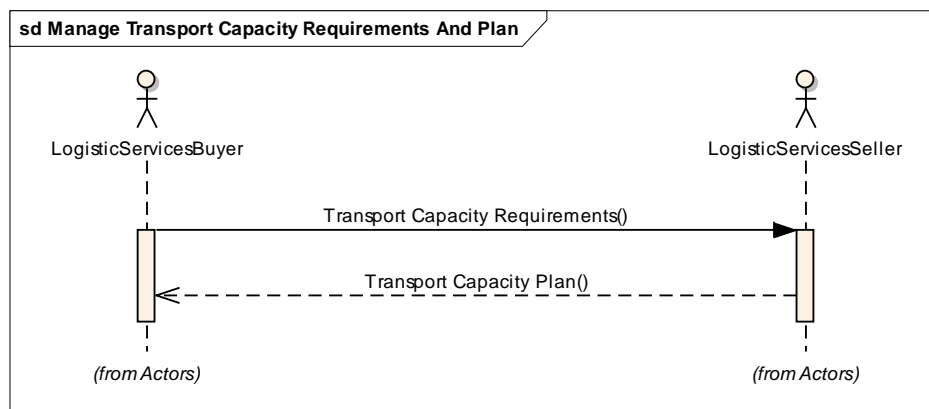 sd Manage Transport Capacity Requirements And Plan
LogisticServicesBuyer
LogisticServicesSeller
Transport Capacity Requirements()
Transport Capacity Plan()
(from Actors)
(from Actors)